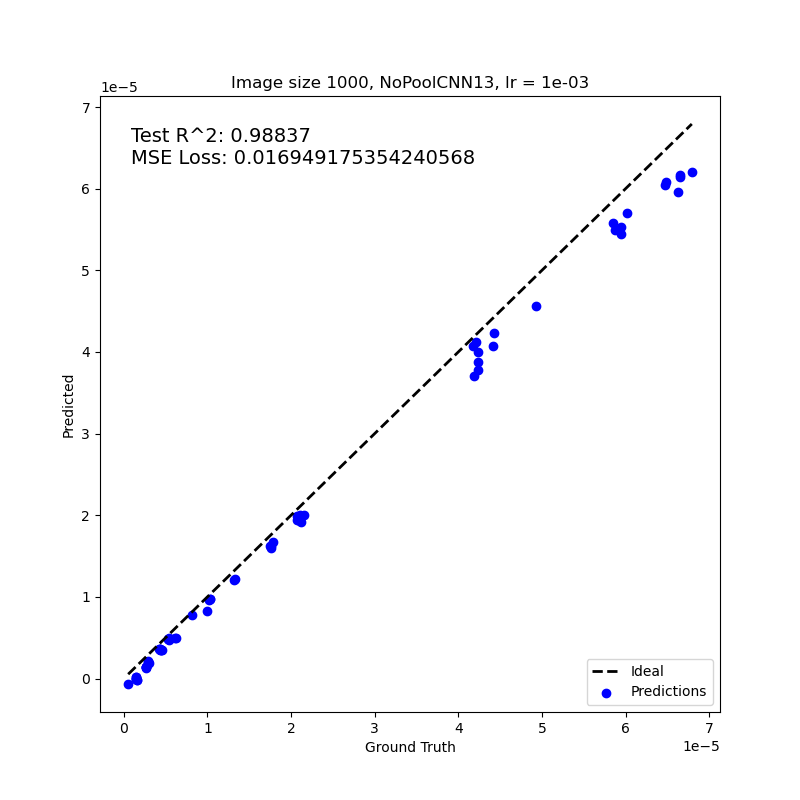 Image size 1000, NoPoolCNN13, lr = 1e-03
1e−5
7
6
5
4
3
2
1
0
Predicted
Test R^2: 0.98837
MSE Loss: 0.016949175354240568
Ideal
Predictions
0 1 2 3 4 5 6 7
Ground Truth
1e−5